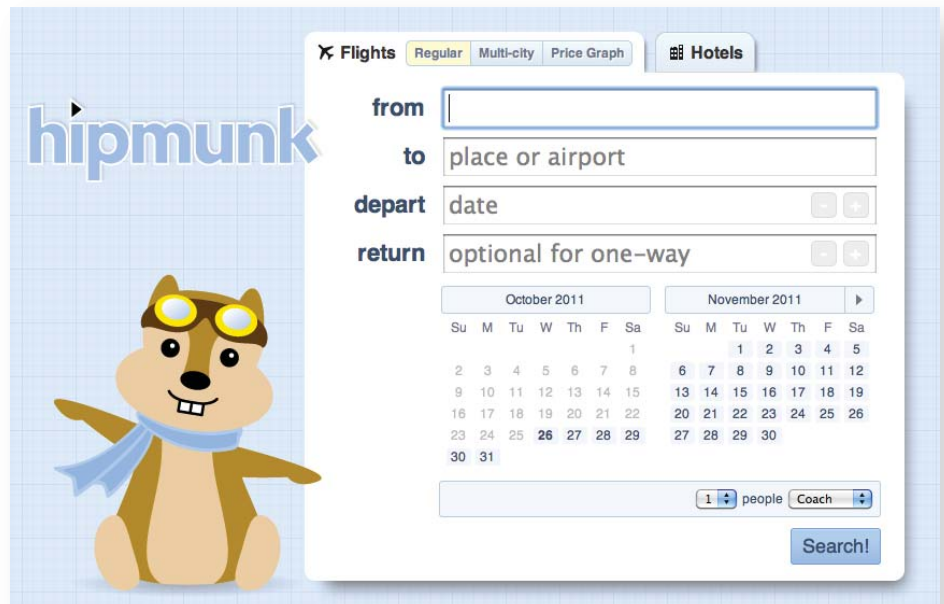 Flights Regular Multi-city Price Graph Hotels
hipmunk
from
to place or airport
depart date - +
return optional for one-way - +
October 2011 November 2011
Su M Tu W Th F Sa Su M Tu W Th F Sa
1 1 2 3 4 5
2 3 4 5 6 7 8 6 7 8 9 10 11 12
9 10 11 12 13 14 15 13 14 15 16 17 18 19
16 17 18 19 20 21 22 20 21 22 23 24 25 26
23 24 25 26 27 28 29 27 28 29 30
30 31
1 people Coach
Search!